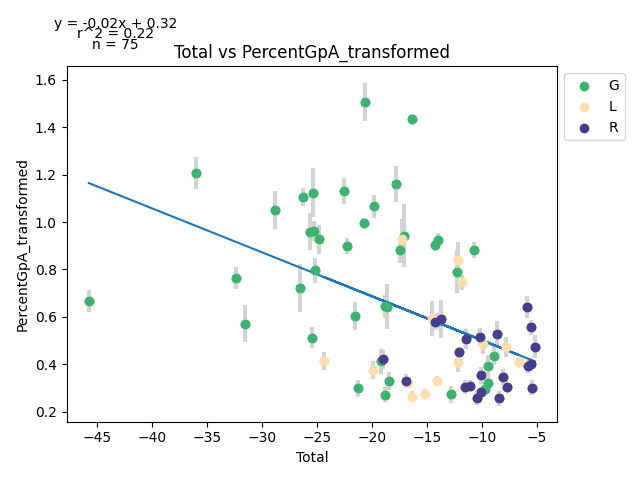 y = -0.02x + 0.32
r^2 = 0.22
n = 75
Total vs PercentGpA_transformed
1.6
1.4
1.2
1.0
0.8
0.6
0.4
0.2
PercentGpA_transformed
−45 −40 −35 −30 −25 −20 −15 −10 −5
Total
G
L
R